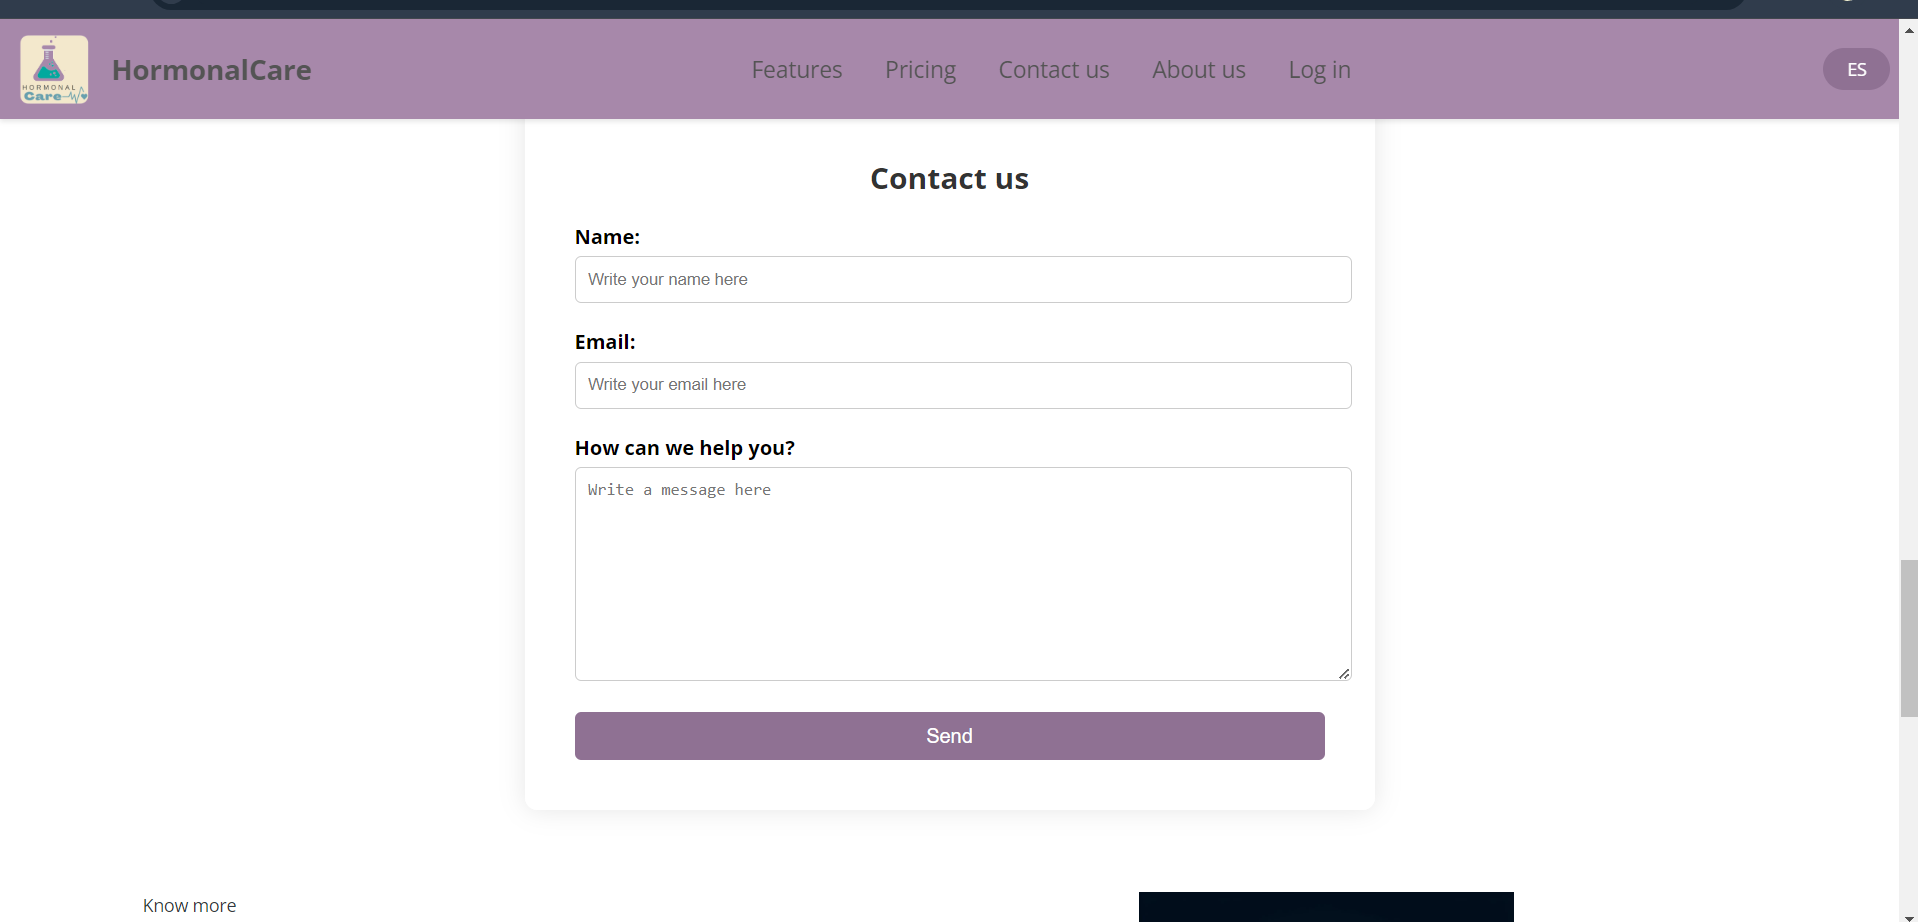 HORMONAL
Care
HormonalCare
Features
Pricing
Contact us
About us
Log in
ES
Contact us
Name:
Write your name here
Email:
Write your email here
How can we help you?
Write a message here
Send
Know more